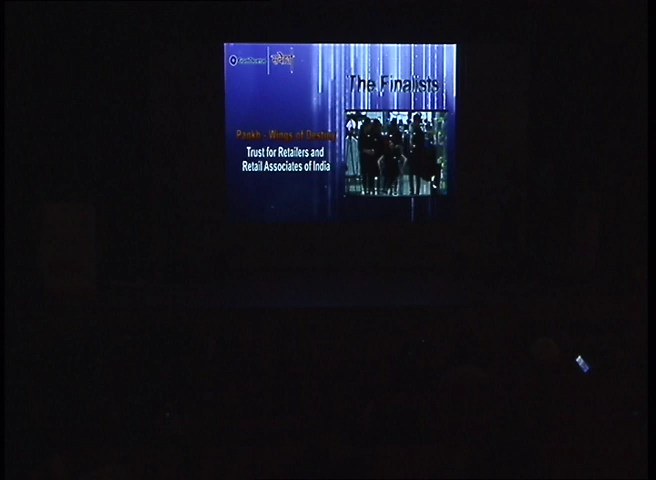 The Finalists
Pankh - Wings of Destiny
Trust for Retailers and
Retail Associates of India